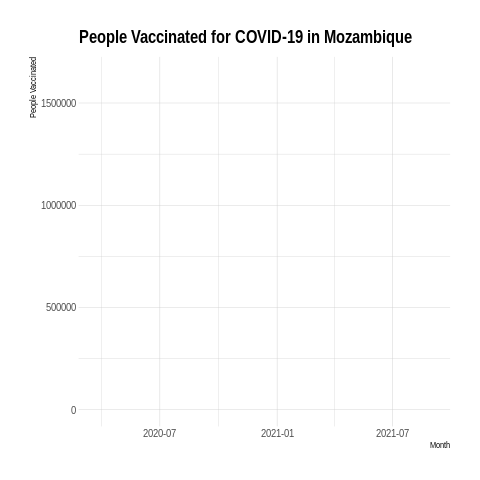 People Vaccinated for COVID-19 in Mozambique
People Vaccinated
1500000
1000000
500000
0
2020-07 2021-01 2021-07
Month